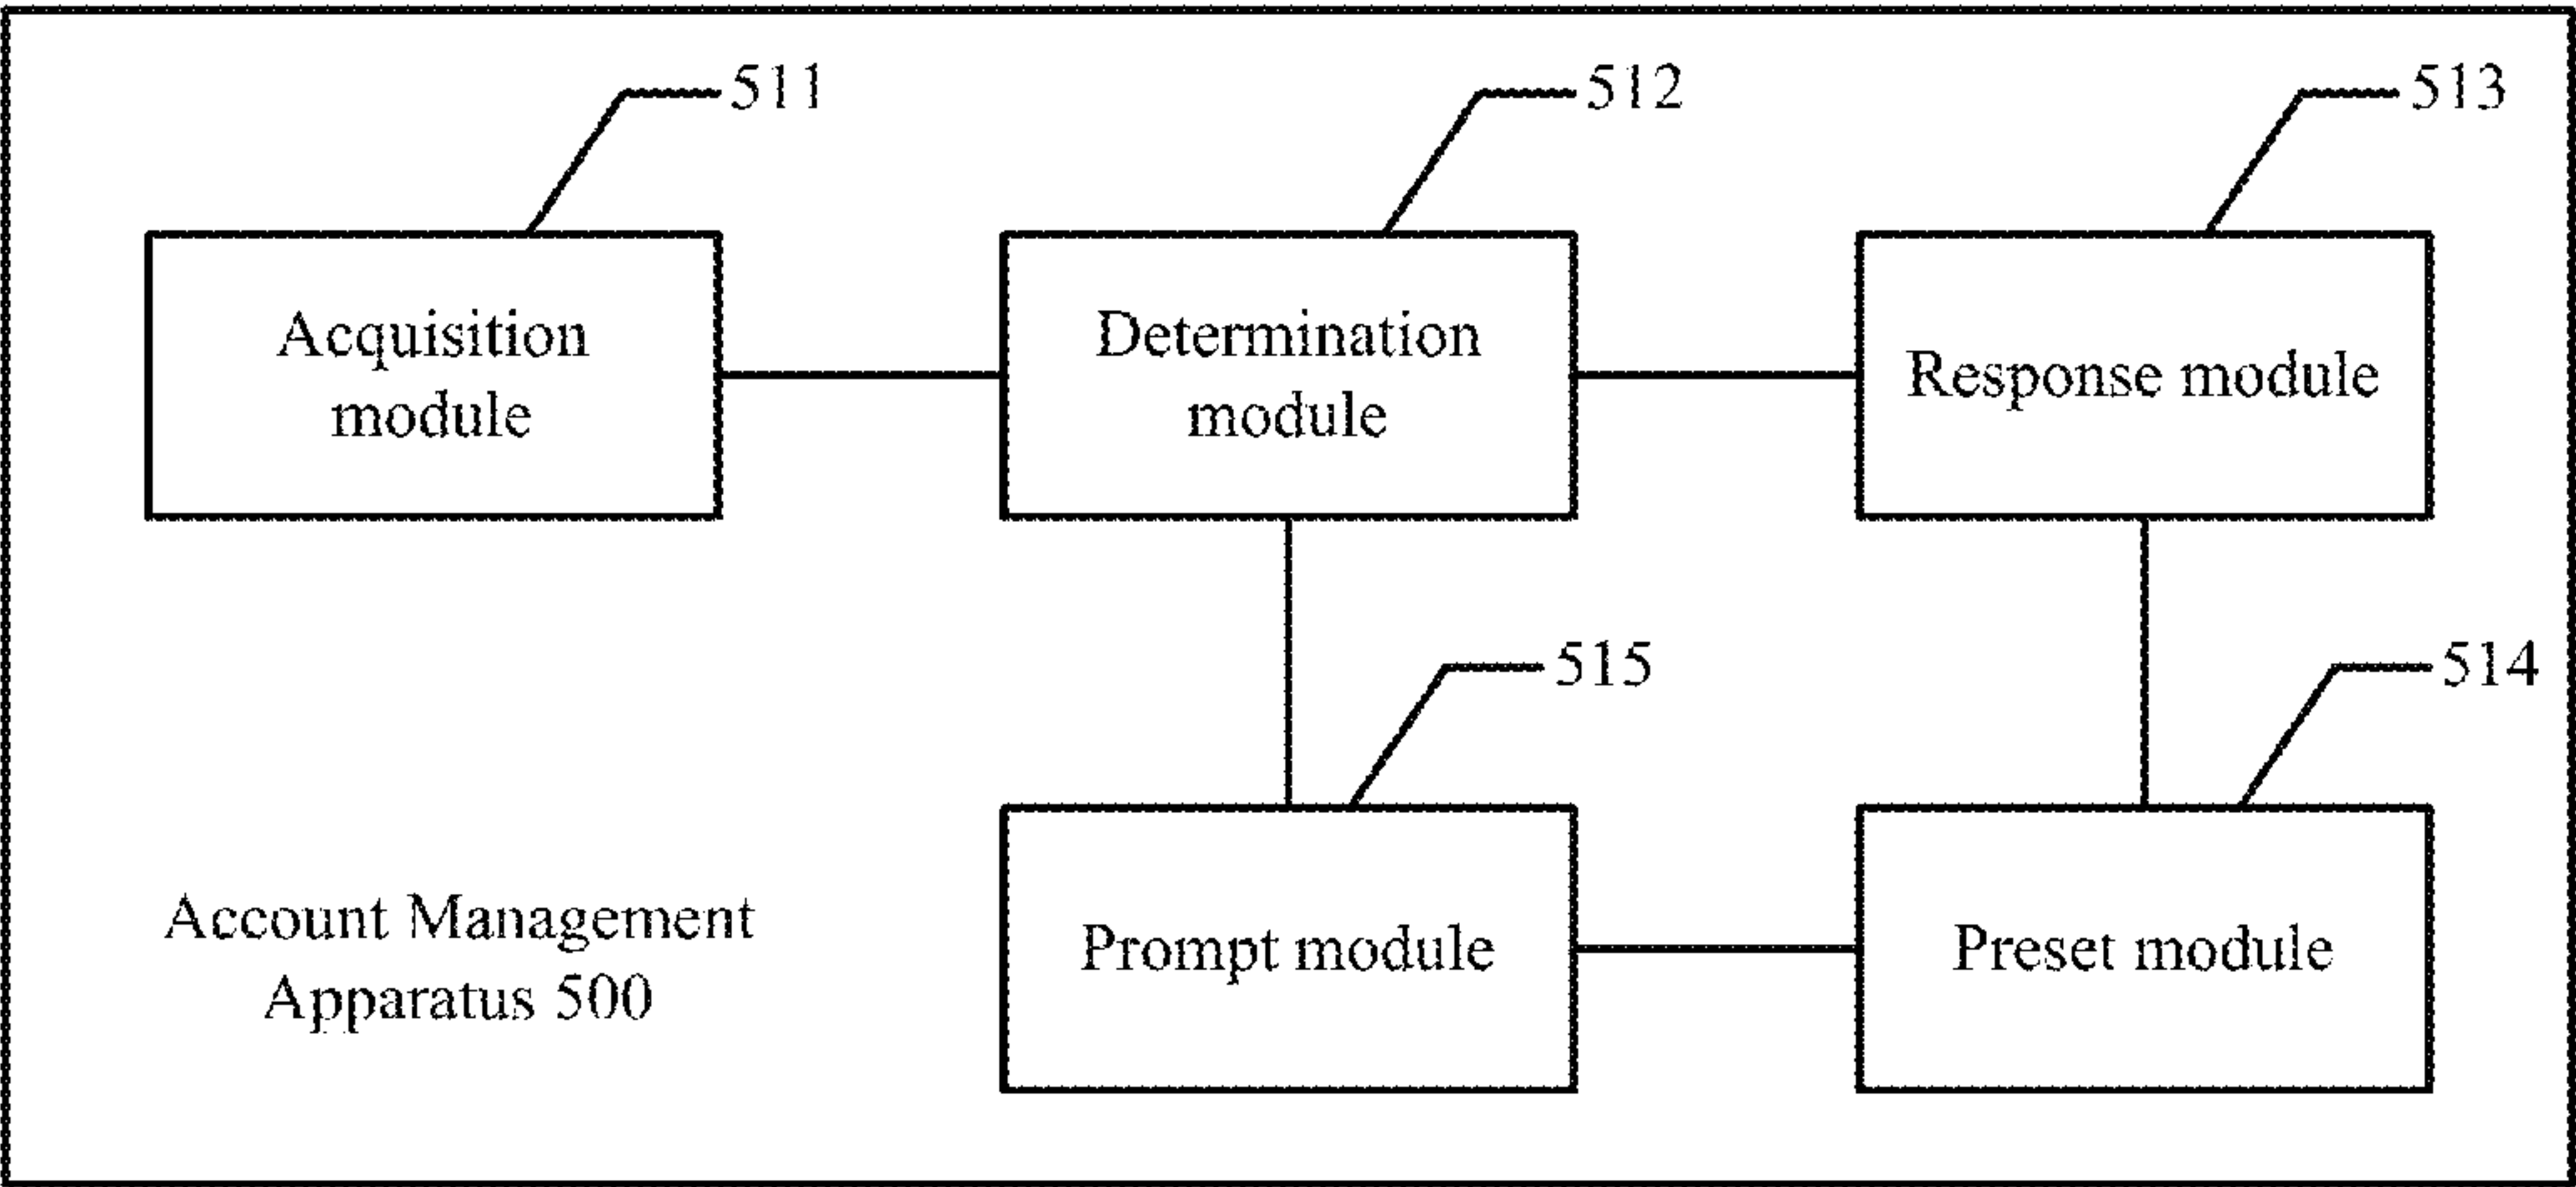 511
512
513
Acquisition
module
Determination
module
Response module
515
514
Prompt module
Preset module
Account Management
Apparatus 500